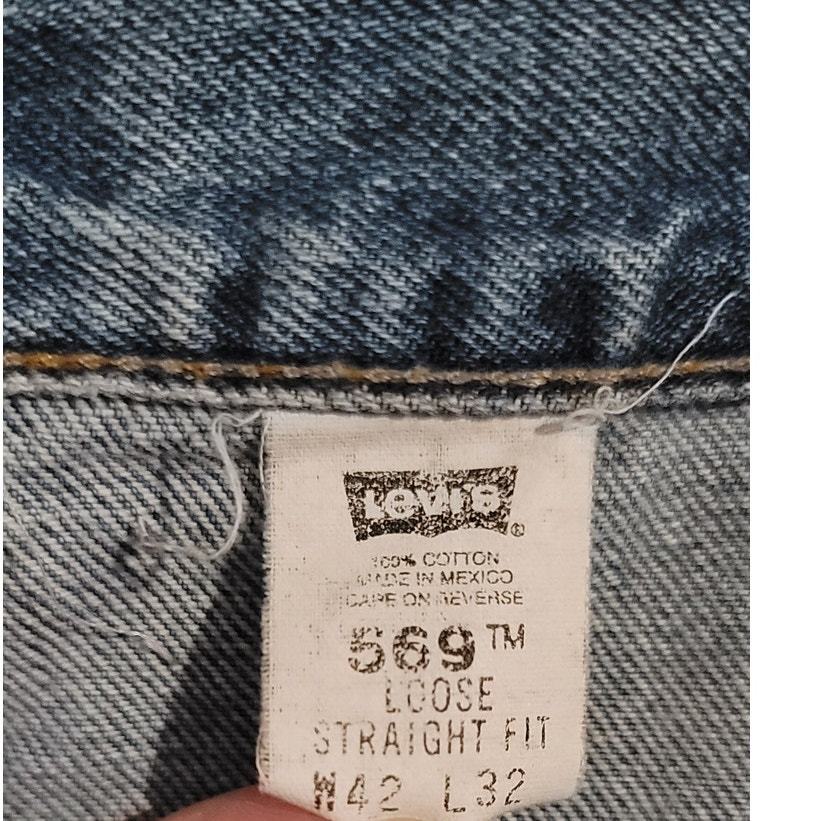 Levi's®
100% COTTON
MADE IN MEXICO
CARE ON REVERSE
569™
LOOSE
STRAIGHT FIT
W42 L32